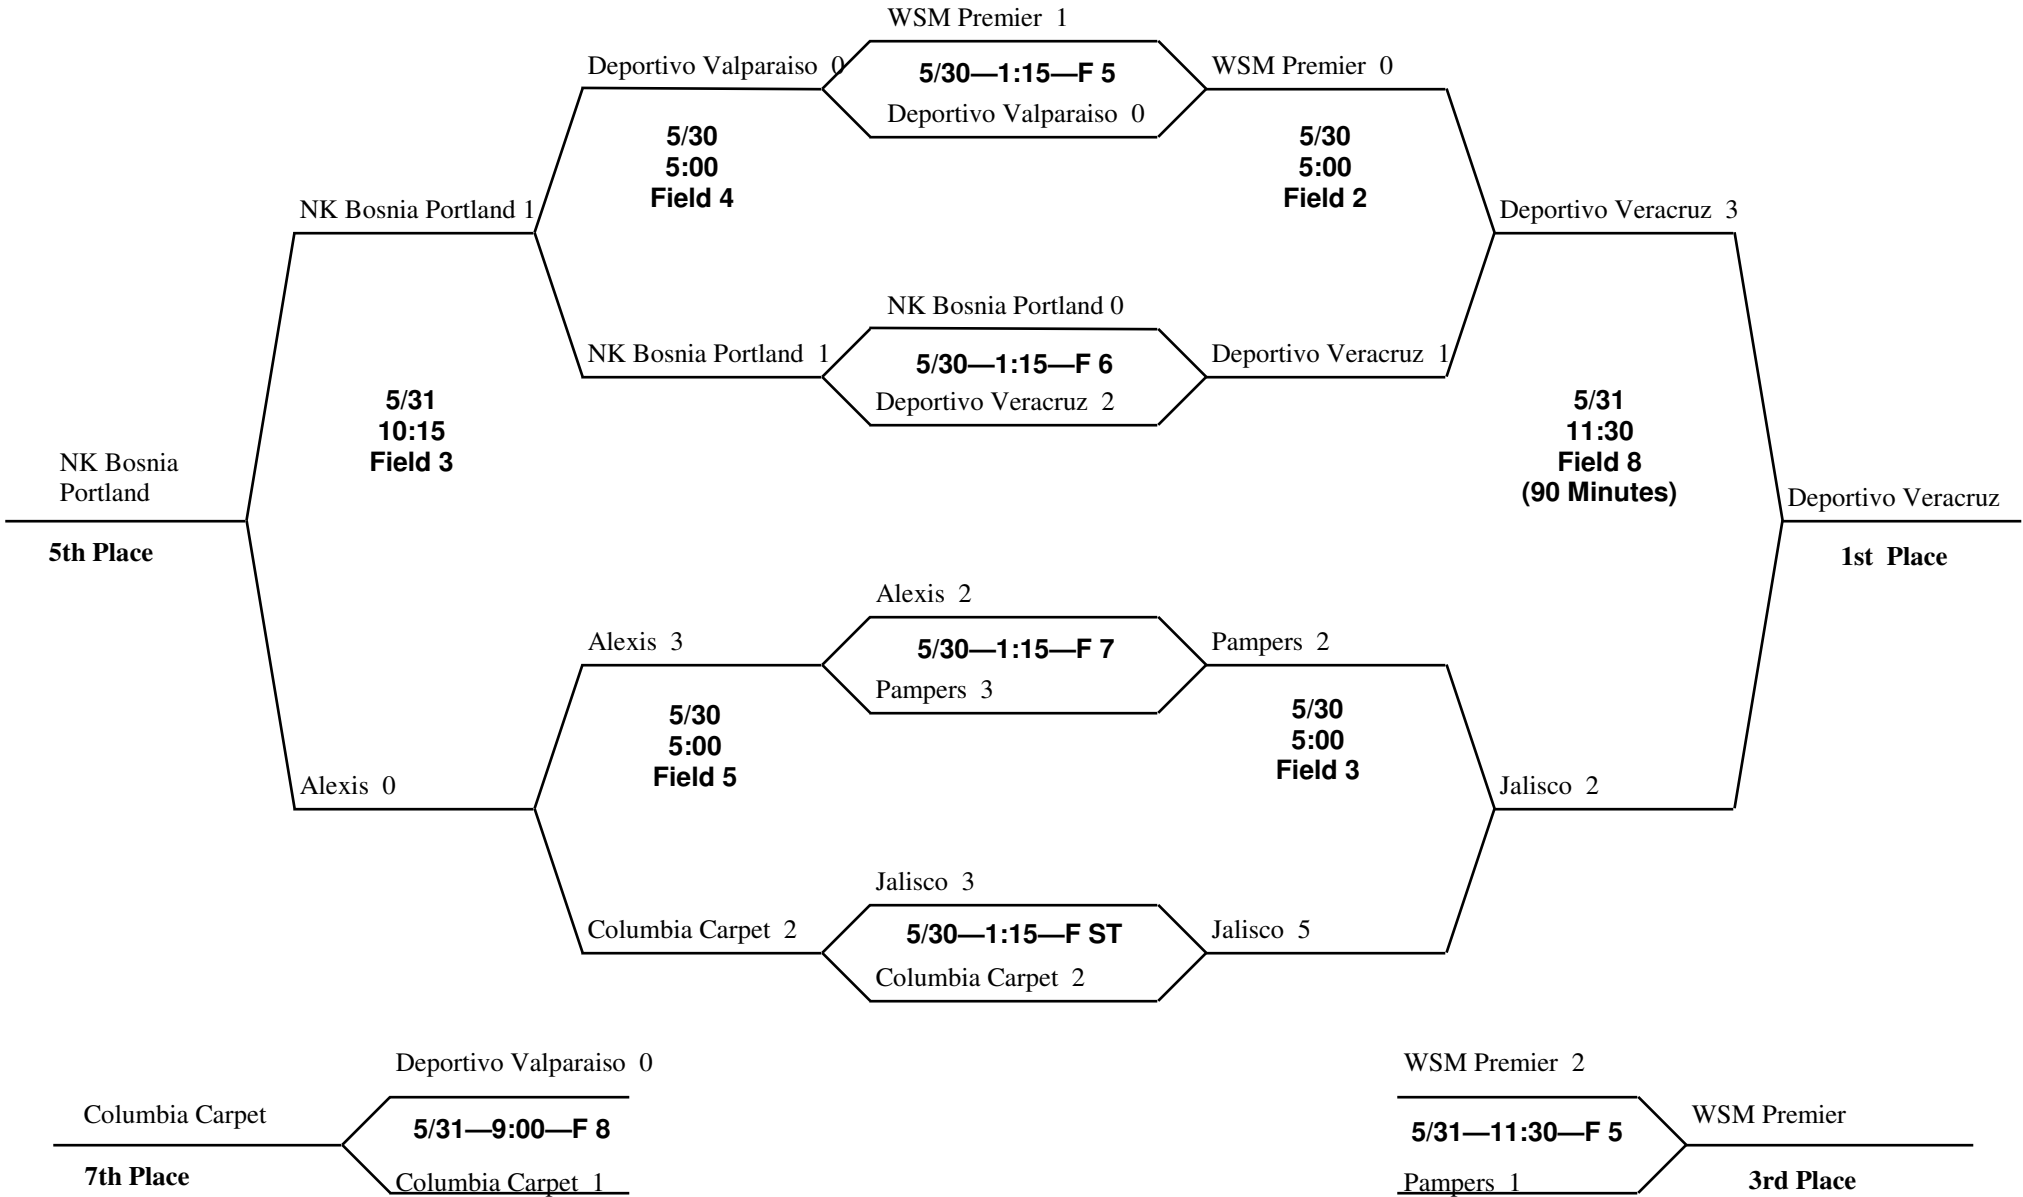 WSM Premier  1
Deportivo Valparaiso  0
5/30—1:15—F 5
WSM Premier  0
Deportivo Valparaiso  0
5/30
5:00
Field 4
5/30
5:00
Field 2
NK Bosnia Portland 1
Deportivo Veracruz  3
NK Bosnia Portland 0
NK Bosnia Portland  1
5/30—1:15—F 6
Deportivo Veracruz  1
Deportivo Veracruz  2
5/31
10:15
Field 3
5/31
11:30
Field 8
(90 Minutes)
NK Bosnia
Portland
5th Place
Deportivo Veracruz
1st  Place
Alexis  2
Alexis  3
5/30—1:15—F 7
Pampers  2
Pampers  3
5/30
5:00
Field 5
5/30
5:00
Field 3
Alexis  0
Jalisco  2
Jalisco  3
Columbia Carpet  2
5/30—1:15—F ST
Jalisco  5
Columbia Carpet  2
Deportivo Valparaiso  0
Columbia Carpet
5/31—9:00—F 8
7th Place
Columbia Carpet  1
WSM Premier  2
5/31—11:30—F 5
WSM Premier
Pampers  1
3rd Place